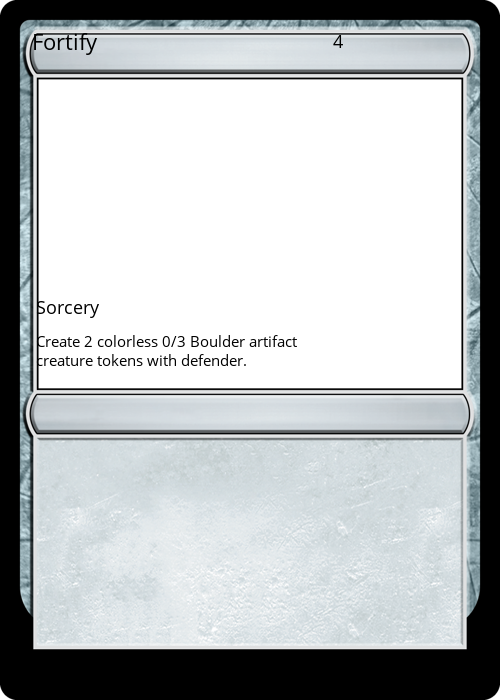 Fortify 4
Sorcery
Create 2 colorless 0/3 Boulder artifact
creature tokens with defender.